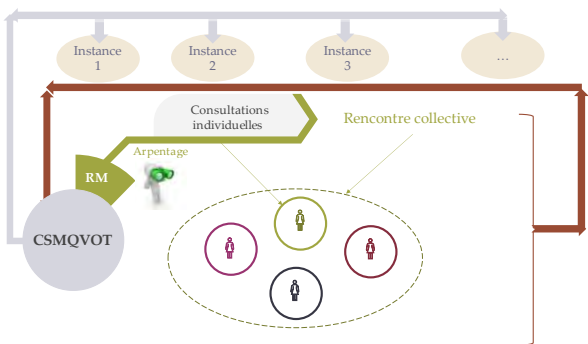 Instance
1
Instance
2
Instance
3
…
Consultations
individuelles
Rencontre collective
Arpentage
RM
CSMQVOT